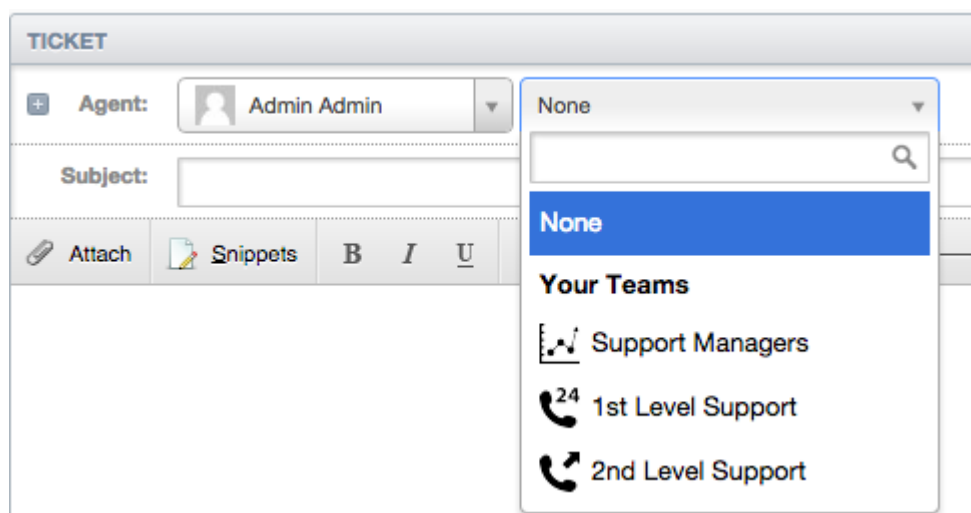 TICKET
Agent: Admin Admin None
Subject:
None
Attach Snippets B I U
Your Teams
Support Managers
24 1st Level Support
2nd Level Support